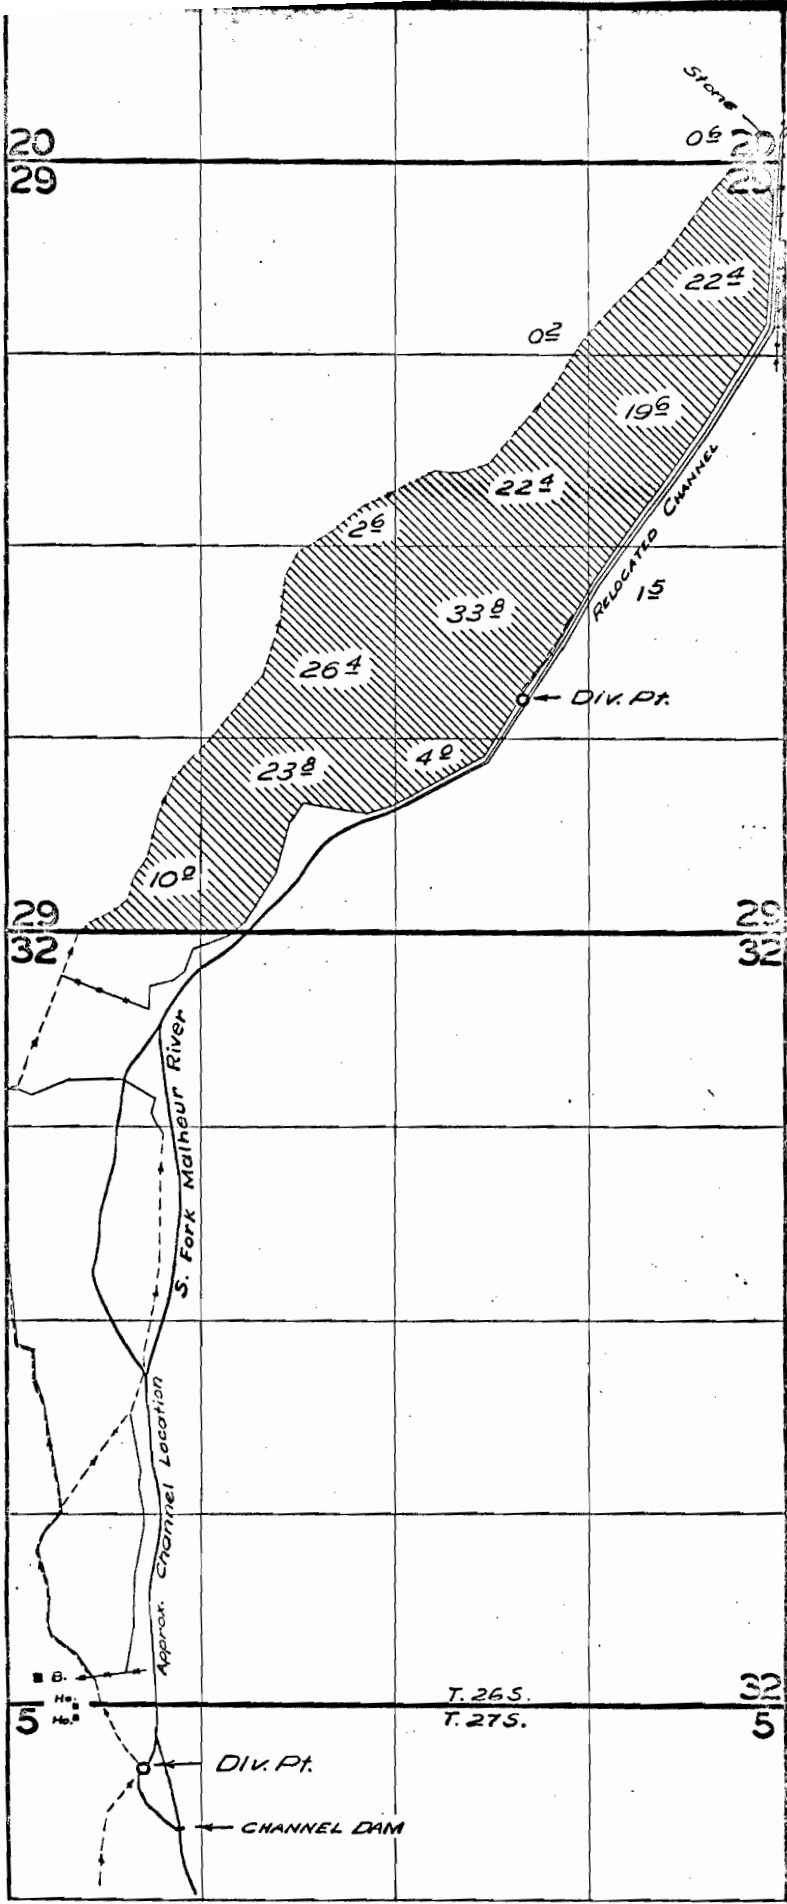 Stone
20
29
0 6
20
29
22 4
0 2
19 6
22 4
2 6
RELOCATED CHANNEL
1 5
33 8
26 4
Div. Pt.
4 0
23 8
10 0
29
32
29
32
S. Fork Malheur River
Approx. Channel Location
B.
Ho.
Ho.
5
T. 26 S.
T. 27 S.
32
5
Div. Pt.
CHANNEL DAM